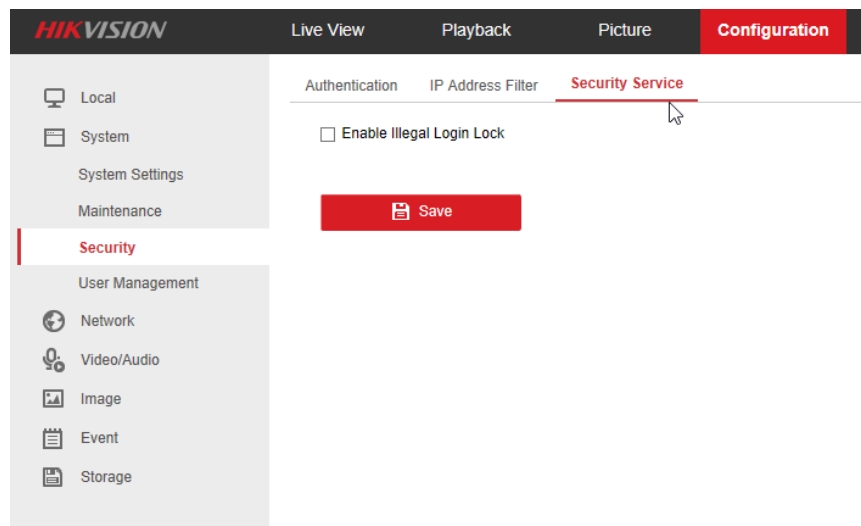 HIKVISION Live View Playback Picture Configuration
Authentication IP Address Filter Security Service
Local
Enable Illegal Login Lock
System
System Settings
Maintenance
Save
Security
User Management
Network
Video/Audio
Image
Event
Storage